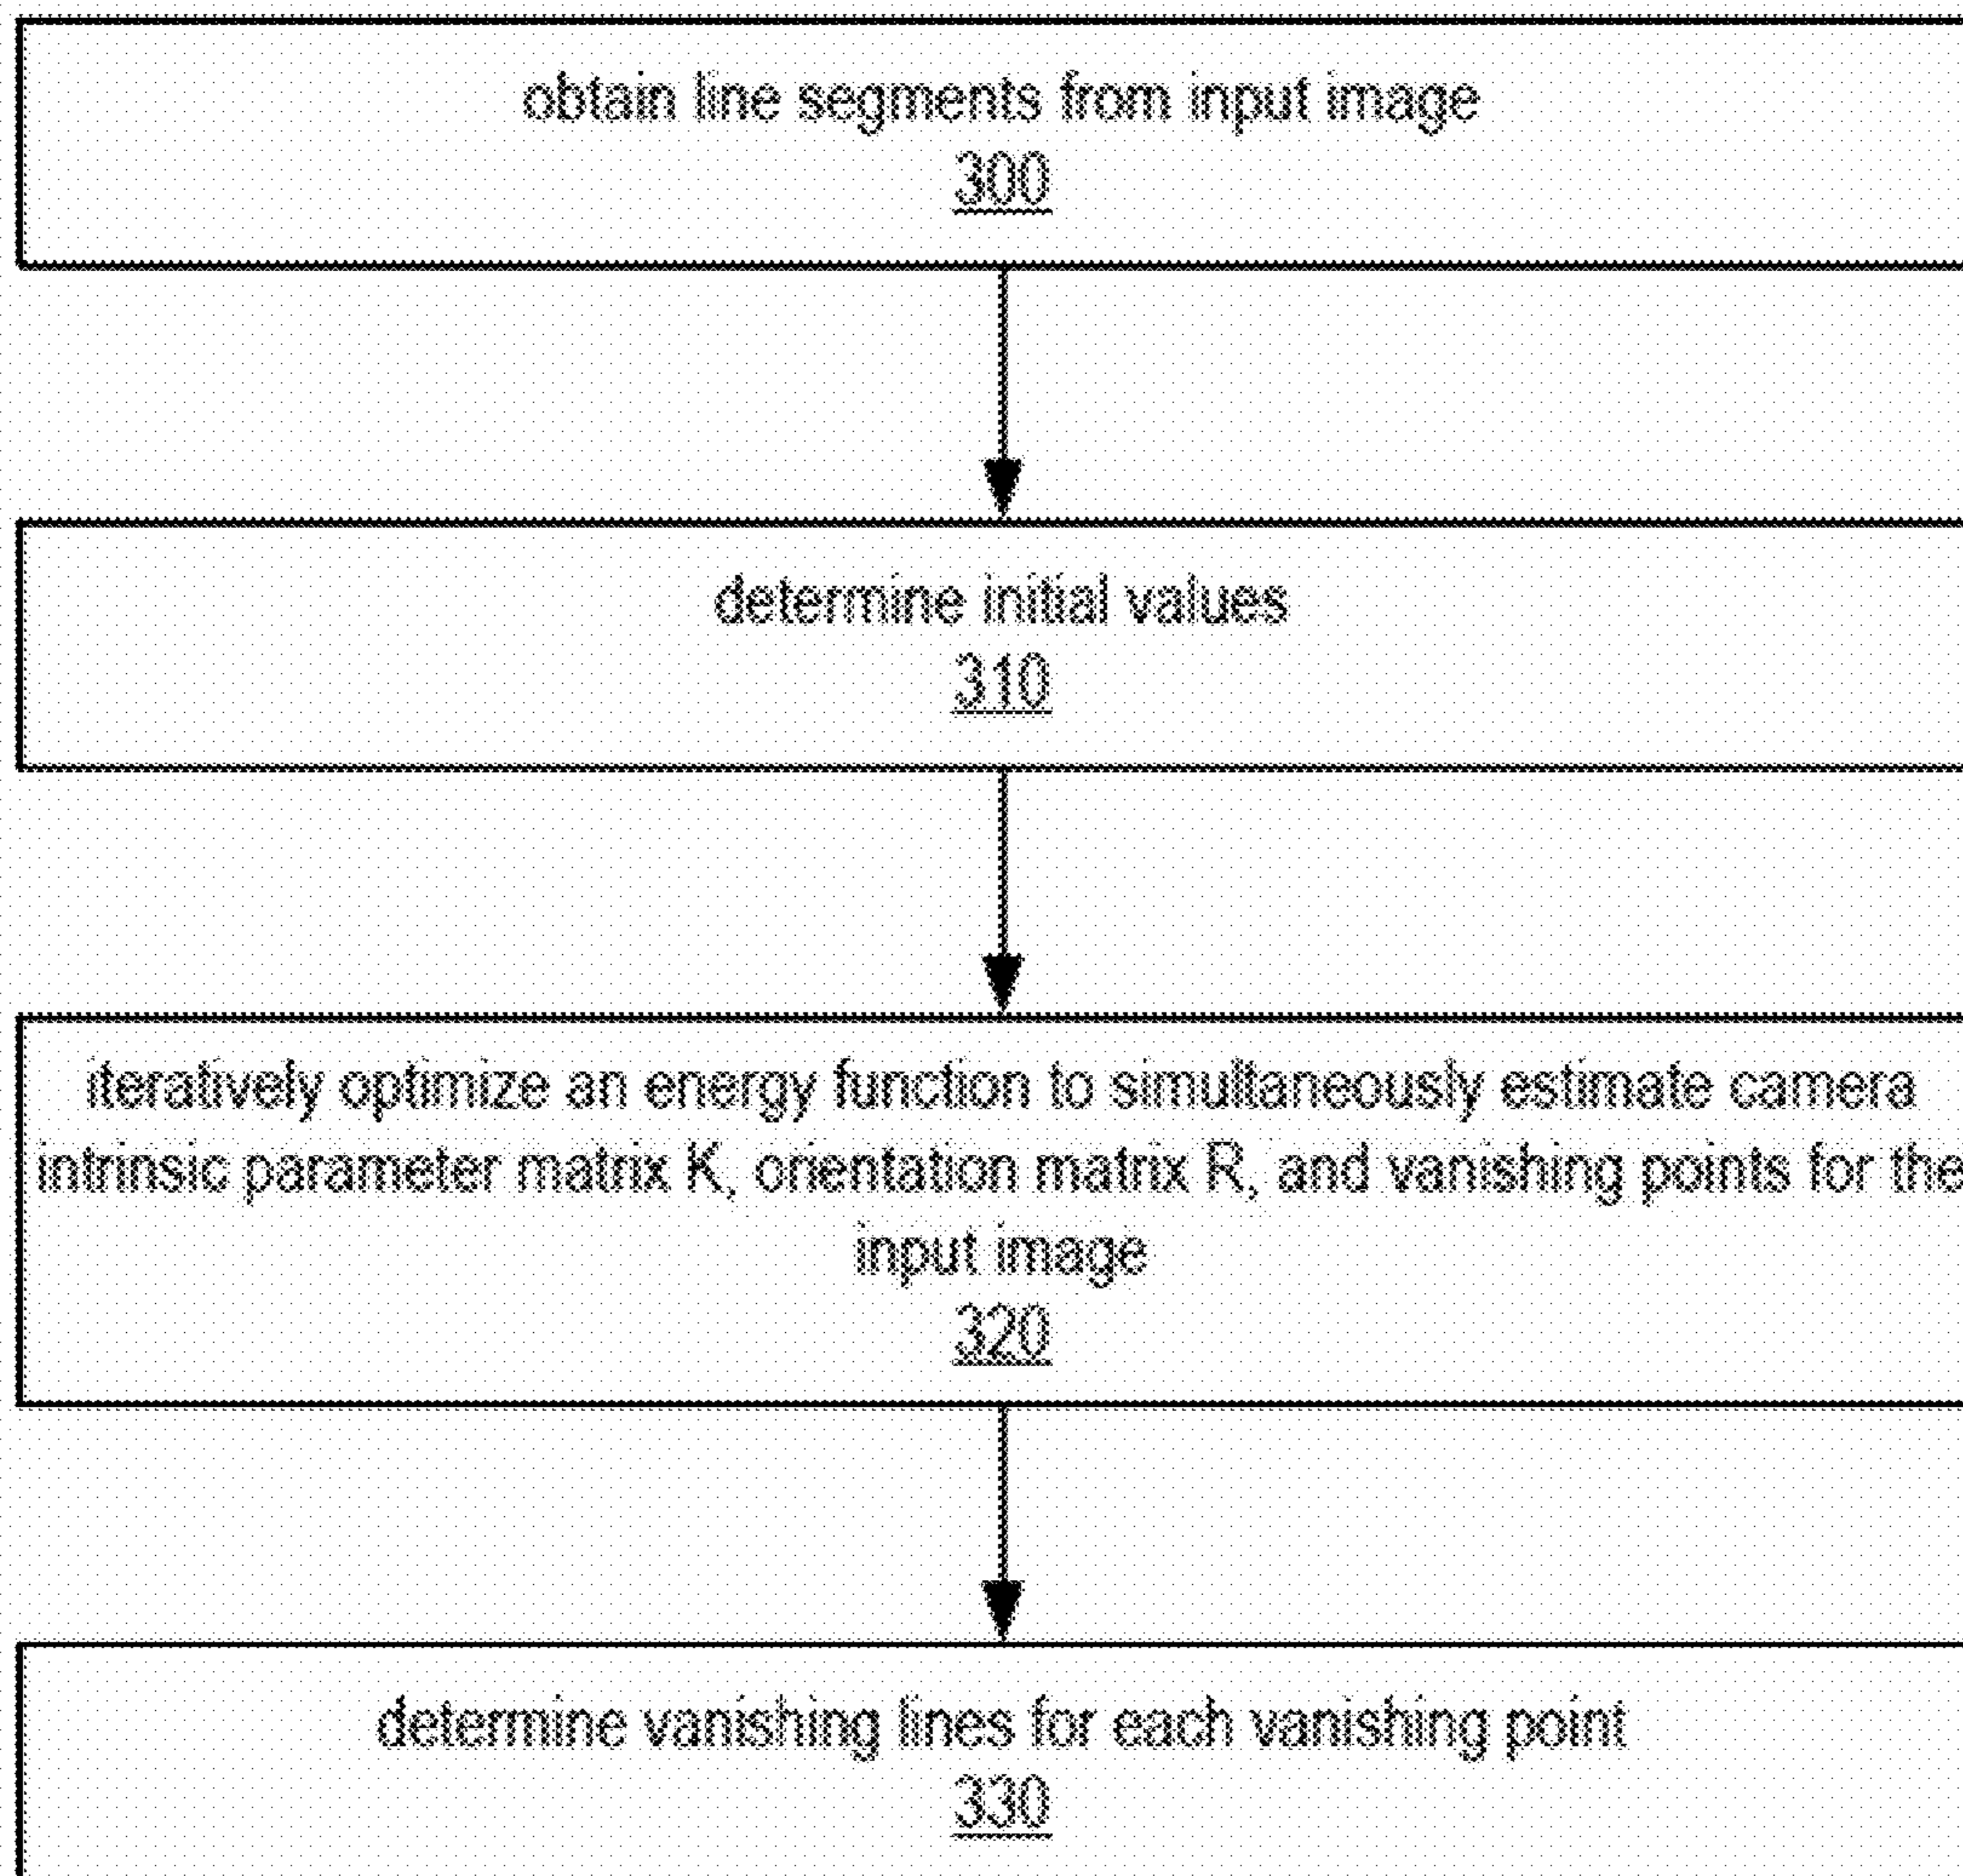 obtain line segments from input image
300
determine initial values
310
iteratively optimize an energy function to simultaneously estimate camera
intrinsic parameter matrix K, orientation matrix R, and vanishing points for the
input image
320
determine vanishing lines for each vanishing point
330